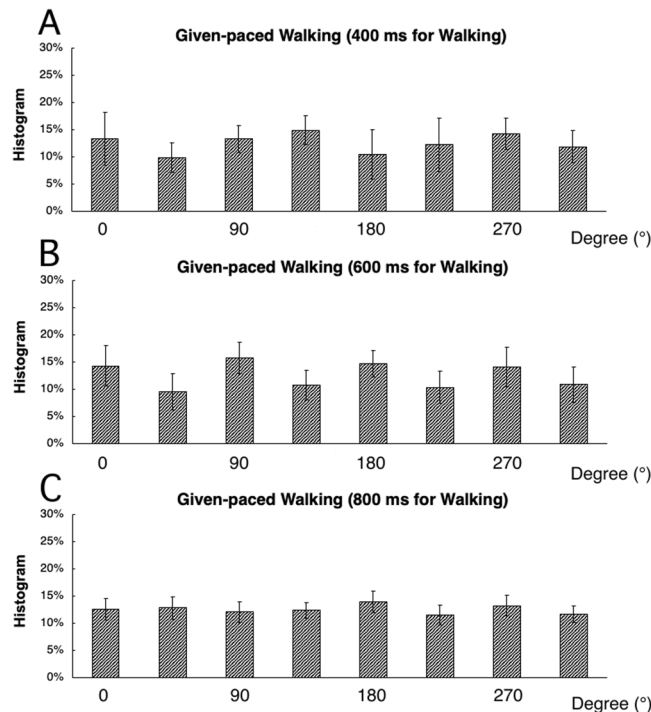 A
Given-paced Walking (400 ms for Walking)
30%
25%
20%
15%
10%
5%
0%
Histogram
0 90 180 270
Degree (°)
B
Given-paced Walking (600 ms for Walking)
30%
25%
20%
15%
10%
5%
0%
Histogram
0 90 180 270
Degree (°)
C
Given-paced Walking (800 ms for Walking)
30%
25%
20%
15%
10%
5%
0%
Histogram
0 90 180 270
Degree (°)